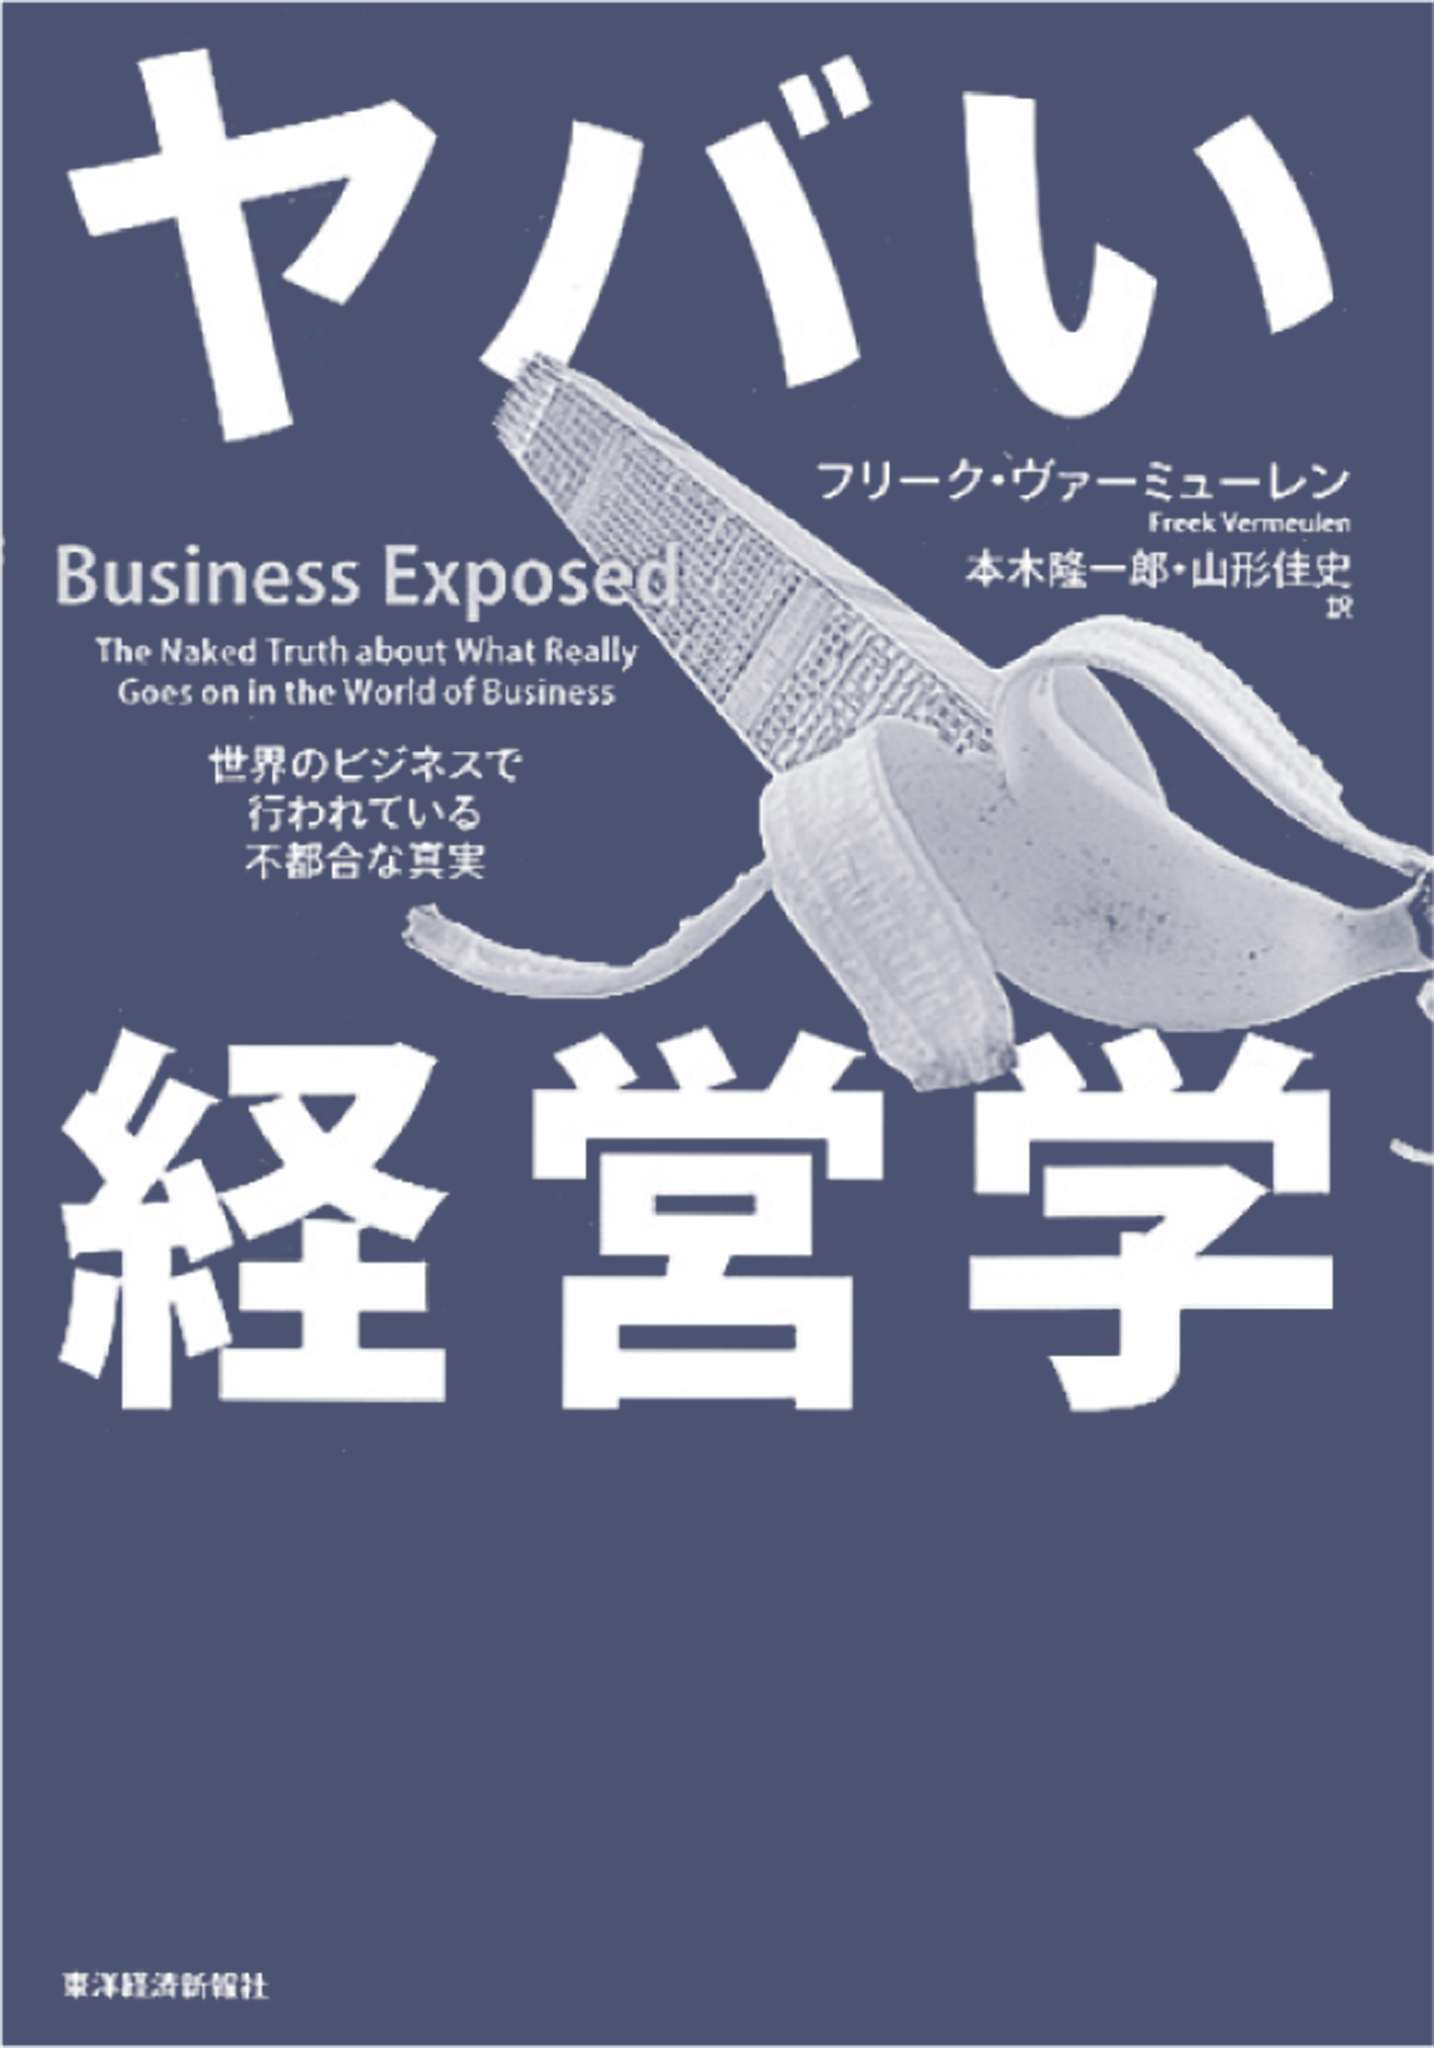 ヤバい
フリーク・ヴァーミューレン
Freek Vermeulen
本木隆一郎・山形佳史
訳
Business Exposed
The Naked Truth about What Really
Goes on in the World of Business
世界のビジネスで
行われている
不都合な真実
経営学
東洋経済新報社